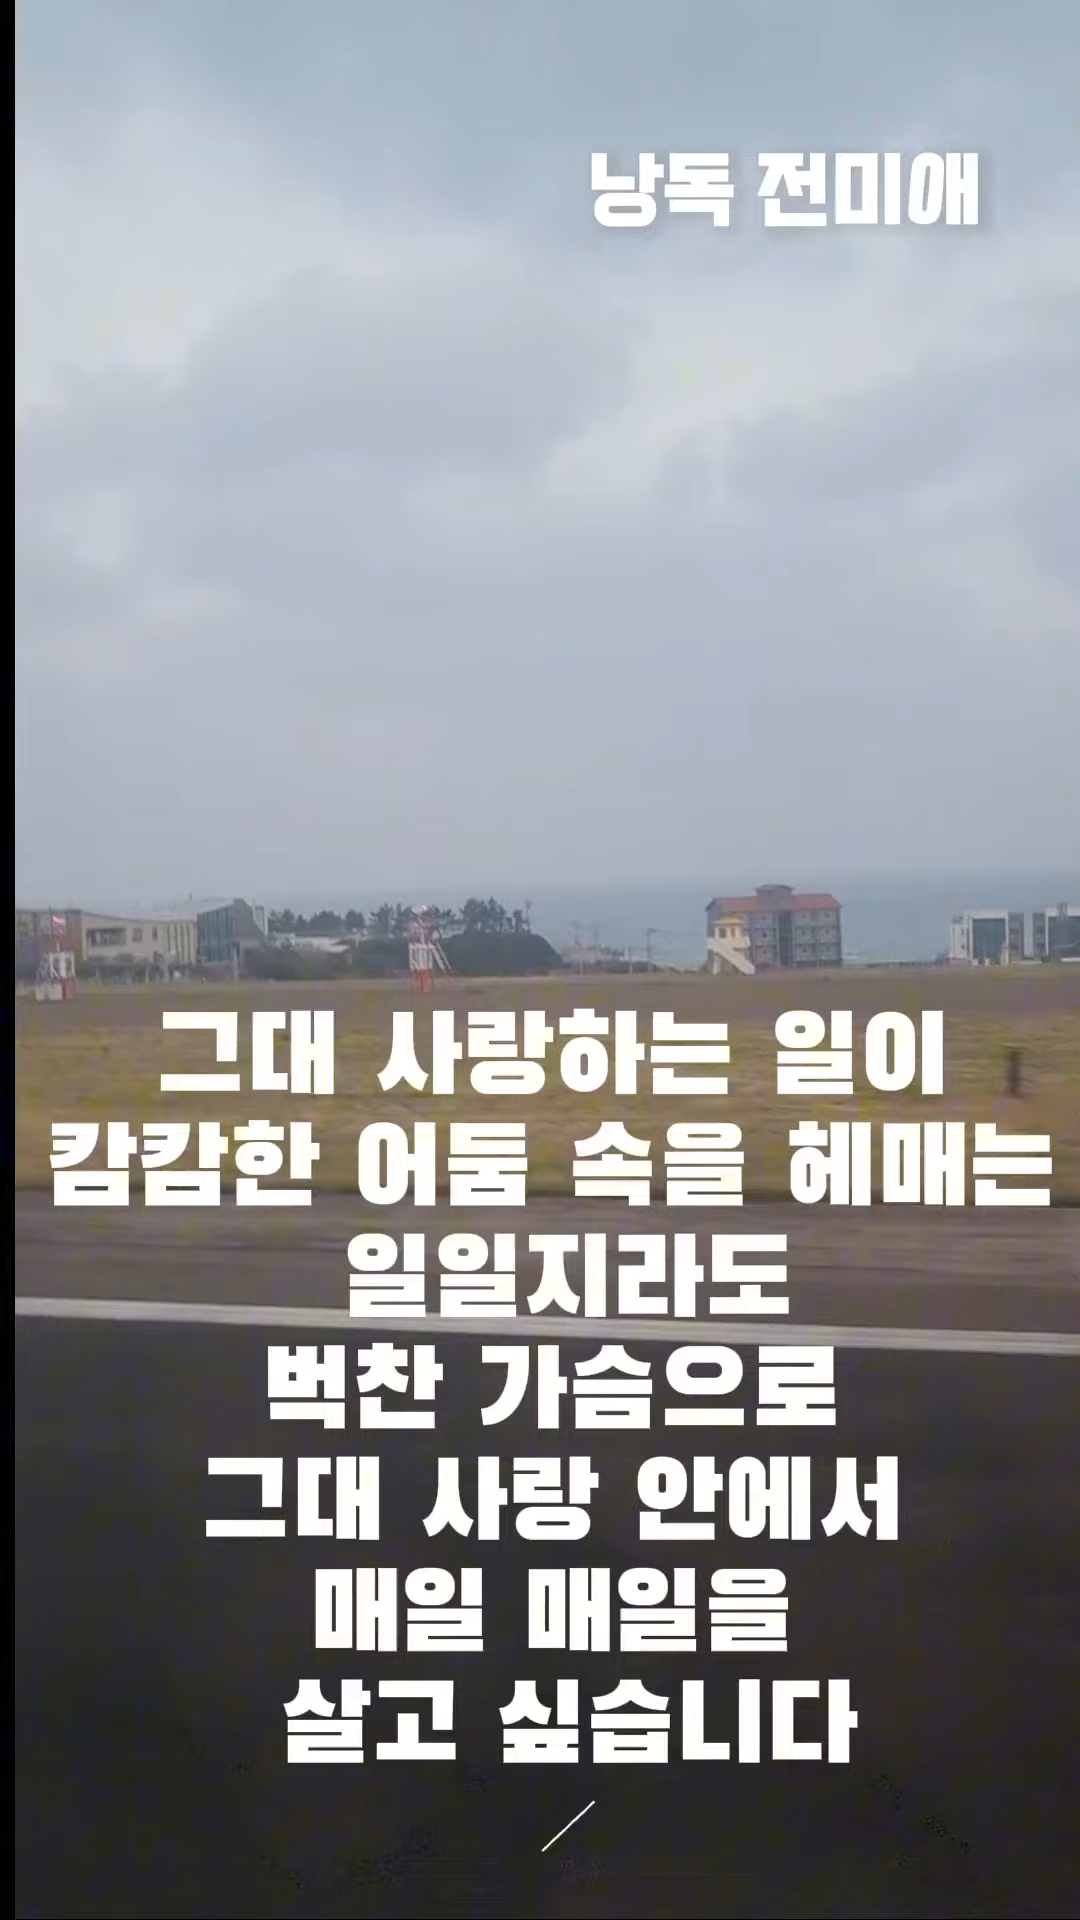 낭독 전미애
그대 사랑하는 일이
캄캄한 어둠 속을 헤매는
일일지라도
벅찬 가슴으로
그대 사랑 안에서
매일 매일을
살고 싶습니다